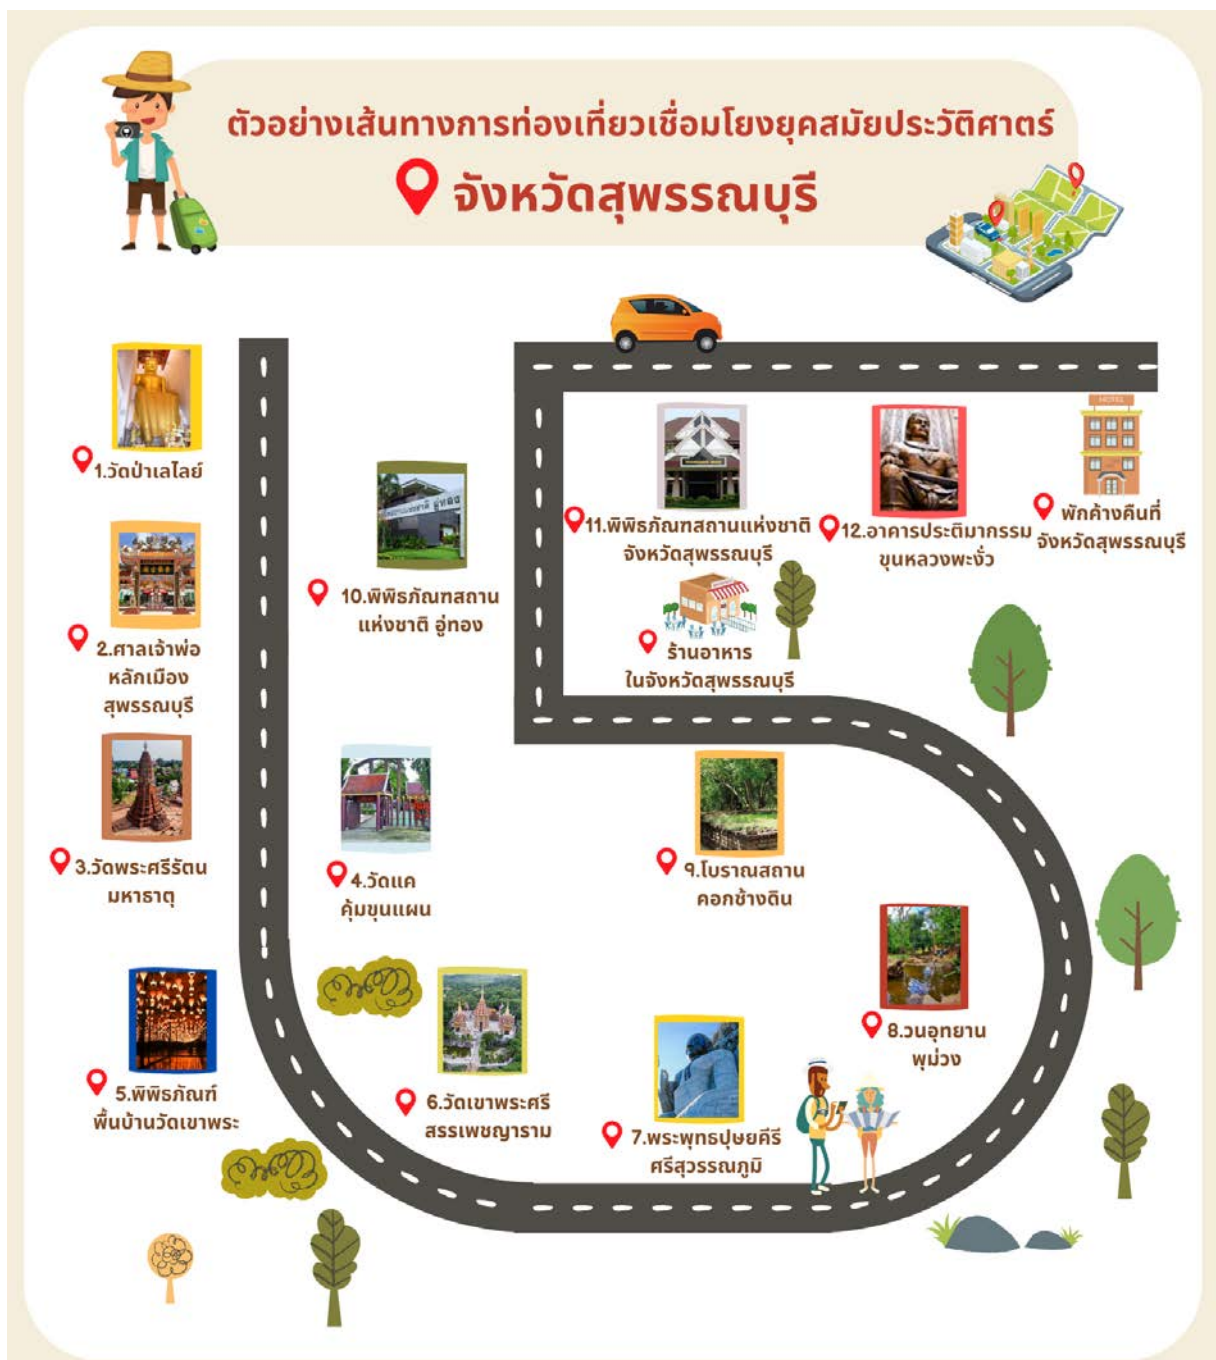 ตัวอย่างเส้นทางการท่องเที่ยวเชื่อมโยงยุคสมัยประวัติศาตร์
จังหวัดสุพรรณบุรี
1.วัดป่าเลไลย์
2.ศาลเจ้าพ่อ
หลักเมือง
สุพรรณบุรี
3.วัดพระศรีรัตน
มหาธาตุ
4.วัดแค
คุ้มขุนแผน
5.พิพิธภัณฑ์
พื้นบ้านวัดเขาพระ
6.วัดเขาพระศรี
สรรเพชญาราม
7.พระพุทธปุษยคีรี
ศรีสุวรรณภูมิ
8.วนอุทยาน
พุม่วง
9.โบราณสถาน
คอกช้างดิน
10.พิพิธภัณฑสถาน
แห่งชาติ อู่ทอง
11.พิพิธภัณฑสถานแห่งชาติ
จังหวัดสุพรรณบุรี
ร้านอาหาร
ในจังหวัดสุพรรณบุรี
12.อาคารประติมากรรม
ขุนหลวงพะงั่ว
HOTEL
พักค้างคืนที่
จังหวัดสุพรรณบุรี